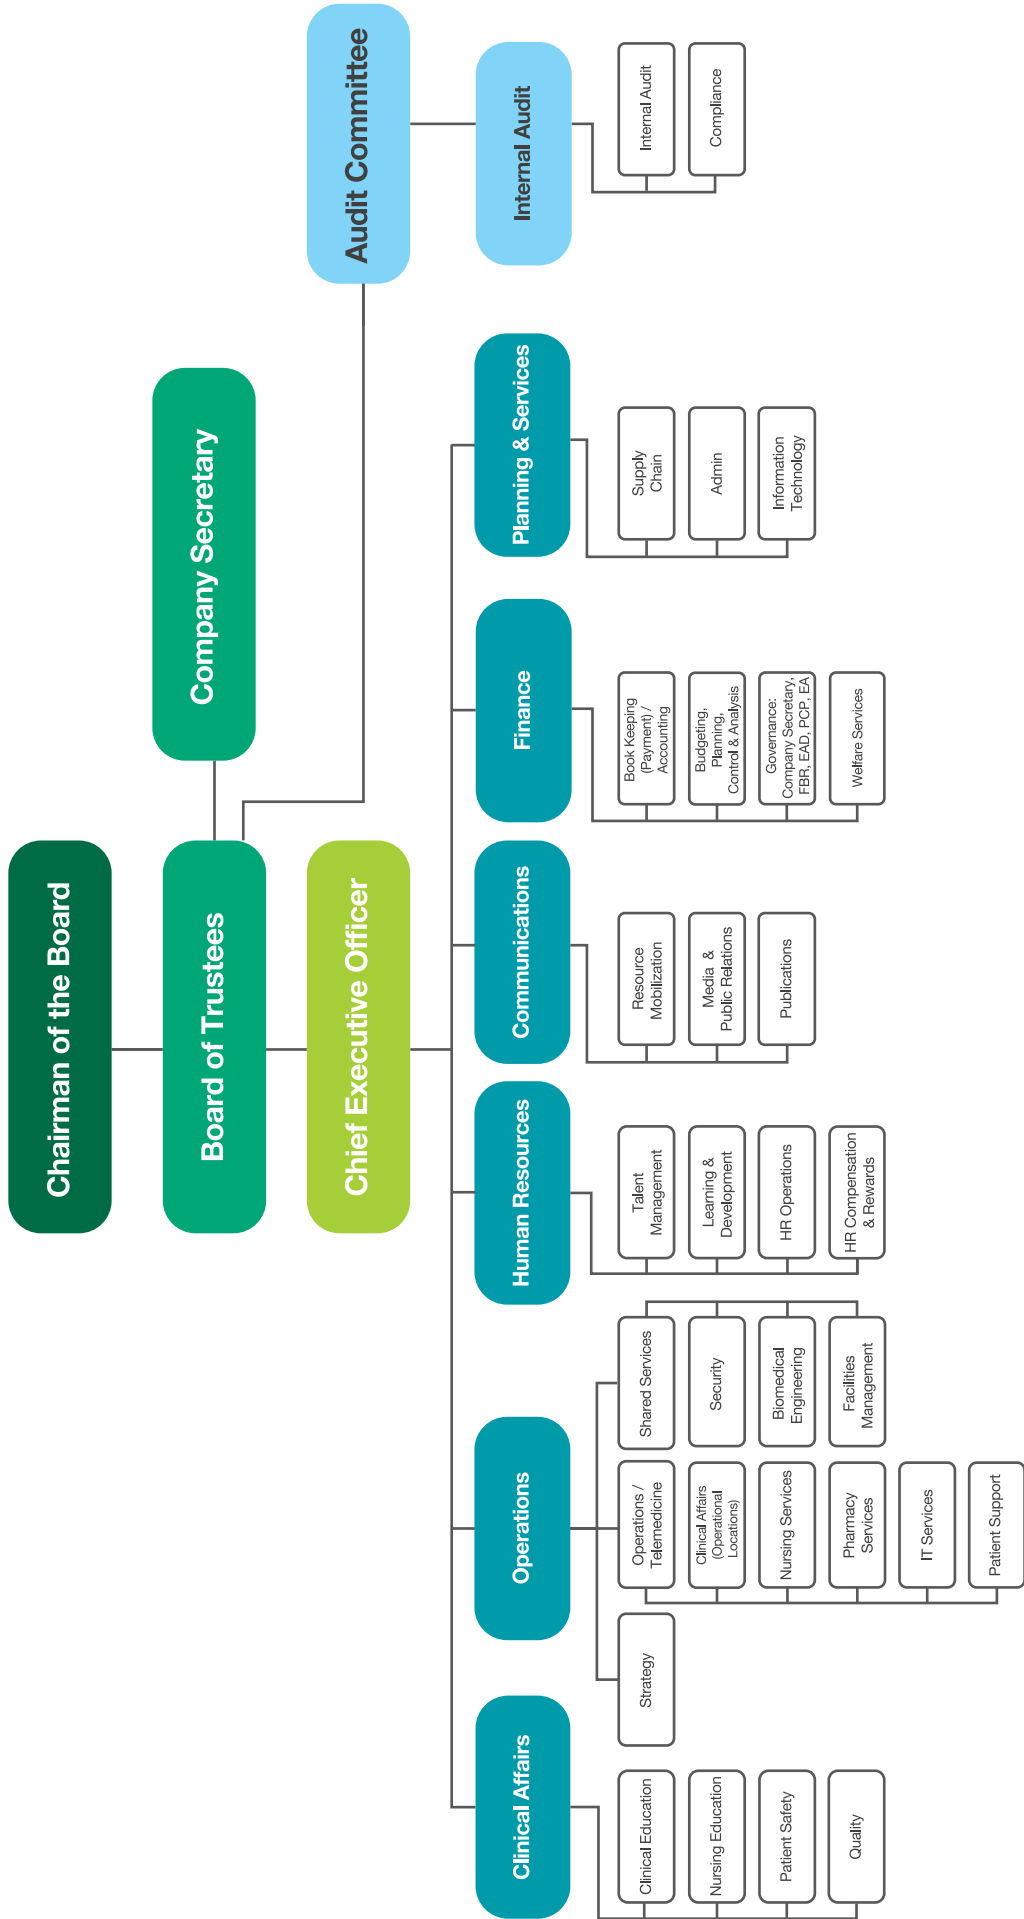 Chairman of the Board
Board of Trustees
Company Secretary
Chief Executive Officer
Audit Committee
Clinical Affairs
Operations
Human Resources
Communications
Finance
Planning & Services
Internal Audit
Clinical Education
Nursing Education
Patient Safety
Quality
Strategy
Operations /
Telemedicine
Clinical Affairs
(Operational
Locations)
Nursing Services
Pharmacy
Services
IT Services
Patient Support
Shared Services
Security
Biomedical
Engineering
Facilities
Management
Talent
Management
Learning &
Development
HR Operations
HR Compensation
& Rewards
Resource
Mobilization
Media &
Public Relations
Publications
Book Keeping
(Payment) /
Accounting
Budgeting,
Planning,
Control & Analysis
Governance:
Company Secretary,
FBR, EAD, PCP, EA
Welfare Services
Supply
Chain
Admin
Information
Technology
Internal Audit
Compliance